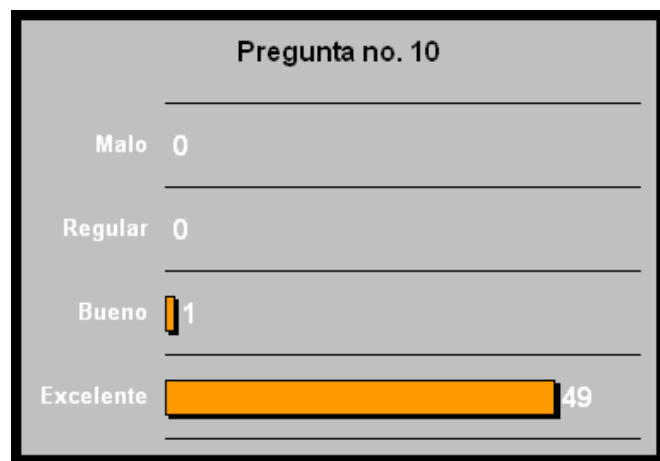 Pregunta no. 10
Malo 0
Regular 0
Bueno 1
Excelente 49